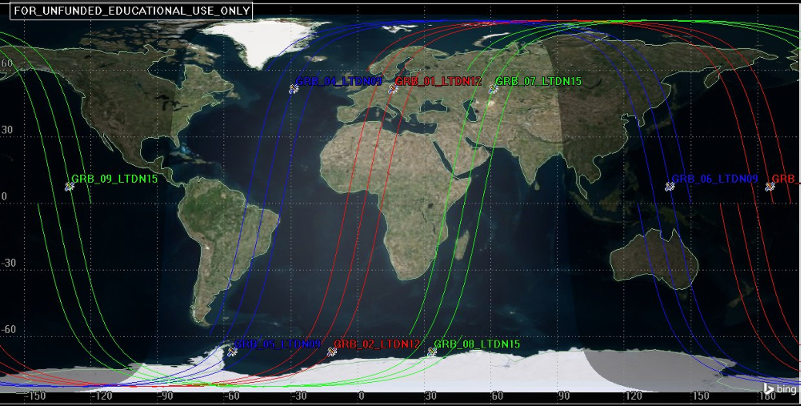 FOR_UNFUNDED_EDUCATIONAL_USE_ONLY
60
GRB_04_LTDN09
GRB_01_LTDN12
GRB_07_LTDN15
30
GRB_09_LTDN15
GRB_06_LTDN09
GRB_
0
-30
-60
GRB_05_LTDN09
GRB_02_LTDN12
GRB_08_LTDN15
-150 -120 -90 -60 -30 0 30 60 90 120 150 180
bing